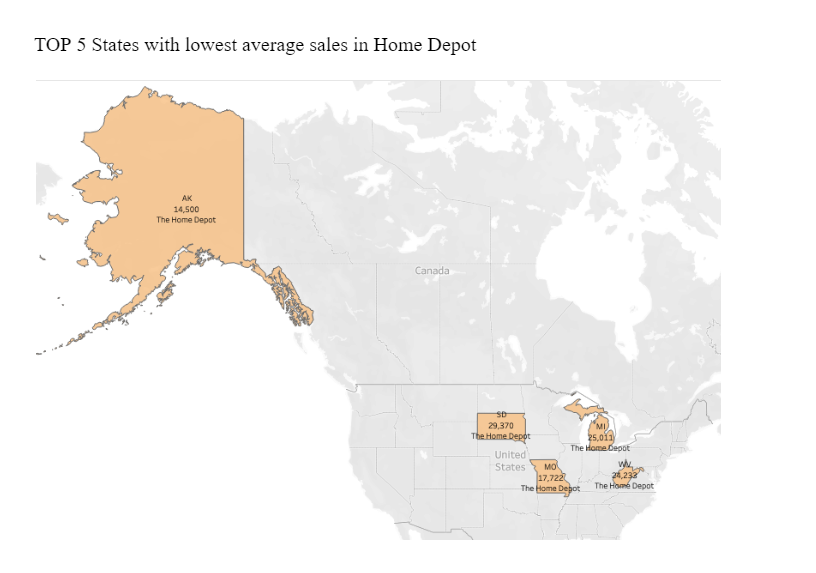 TOP 5 States with lowest average sales in Home Depot
AK
14,500
The Home Depot
Canada
SD
29,370
The Home Depot
MI
25,011
The Home Depot
United
States
MO
17,722
The Home Depot
WV
24,233
The Home Depot